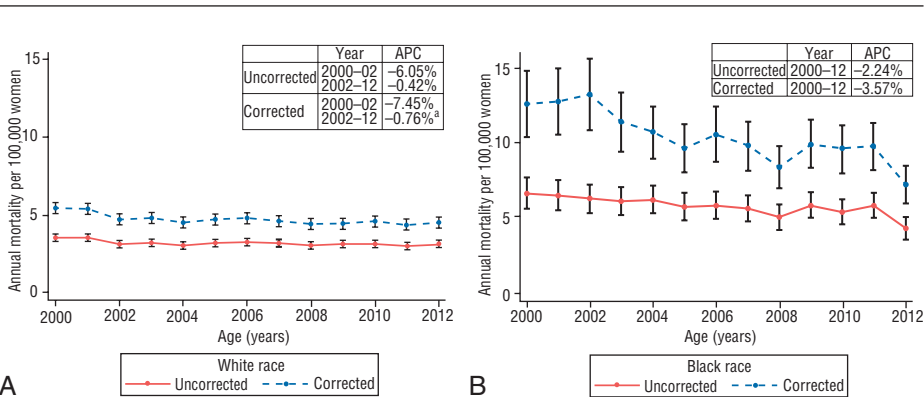 Year APC
Uncorrected 2000–02 –6.05%
2002–12 –0.42%
Corrected 2000–02 –7.45%
2002–12 –0.76%a
Annual mortality per 100,000 women
15
10
5
0
2000 2002 2004 2006 2008 2010 2012
Age (years)
White race
Uncorrected Corrected
A
Year APC
Uncorrected 2000–12 –2.24%
Corrected 2000–12 –3.57%
Annual mortality per 100,000 women
15
10
5
0
2000 2002 2004 2006 2008 2010 2012
Age (years)
Black race
Uncorrected Corrected
B